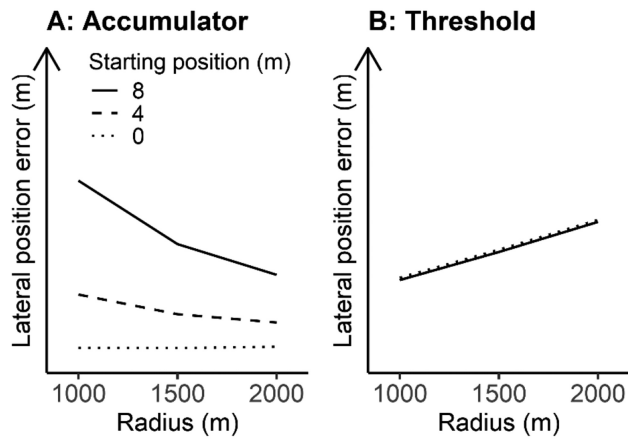 A: Accumulator
Lateral position error (m)
Starting position (m)
8
4
0
1000 1500 2000
Radius (m)
B: Threshold
Lateral position error (m)
1000 1500 2000
Radius (m)